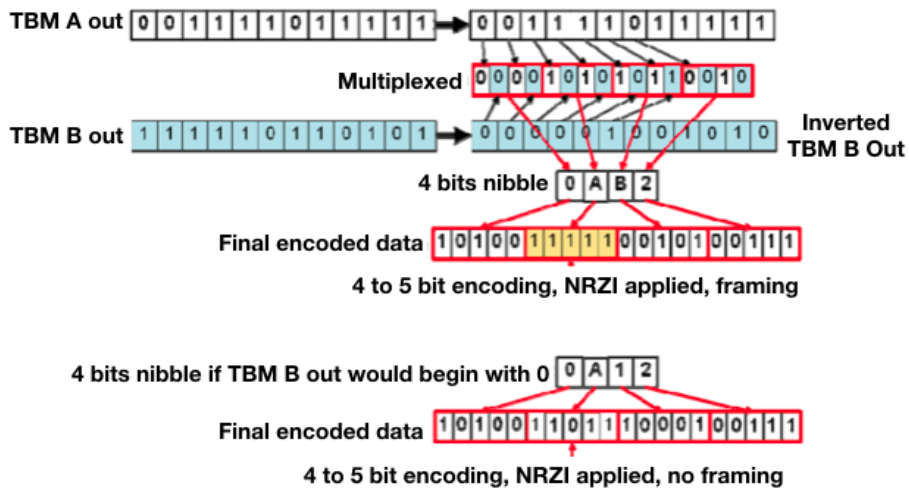 TBM A out 0 0 1 1 1 1 0 1 1 1 1 1 0 0 1 1 1 1 0 1 1 1 1 1
Multiplexed 0 0 0 0 1 0 1 0 1 0 1 1 0 0 1 0
TBM B out 1 1 1 1 1 0 1 1 0 1 0 1 0 0 0 0 0 1 0 0 1 0 1 0
Inverted
TBM B Out
4 bits nibble 0 A B 2
Final encoded data 1 0 1 0 0 1 1 1 1 1 0 0 1 0 1 0 0 1 1 1
4 to 5 bit encoding, NRZI applied, framing
4 bits nibble if TBM B out would begin with 0 0 A 1 2
Final encoded data 1 0 1 0 0 1 1 0 1 1 1 0 0 0 1 0 0 1 1 1
4 to 5 bit encoding, NRZI applied, no framing